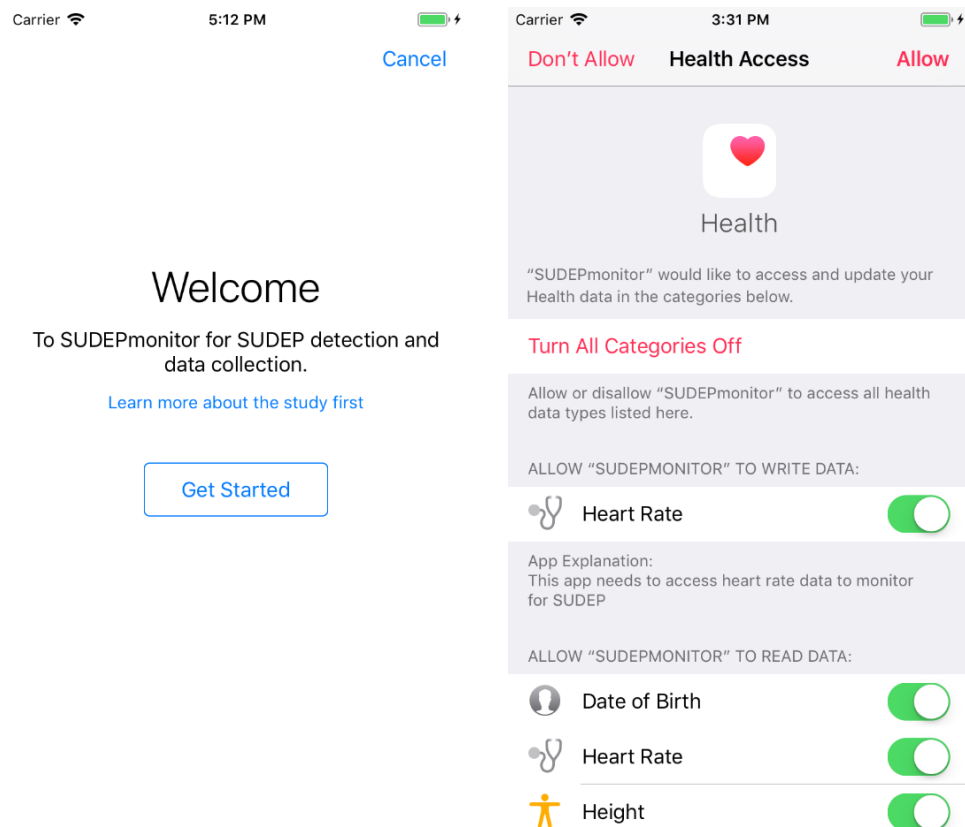 Carrier
5:12 PM
Cancel
Welcome
To SUDEPmonitor for SUDEP detection and
data collection.
Learn more about the study first
Get Started
Carrier
3:31 PM
Don't Allow
Health Access
Allow
Health
“SUDEPmonitor” would like to access and update your
Health data in the categories below.
Turn All Categories Off
Allow or disallow “SUDEPmonitor” to access all health
data types listed here.
ALLOW “SUDEPMONITOR” TO WRITE DATA:
Heart Rate
App Explanation:
This app needs to access heart rate data to monitor
for SUDEP
ALLOW “SUDEPMONITOR” TO READ DATA:
Date of Birth
Heart Rate
Height